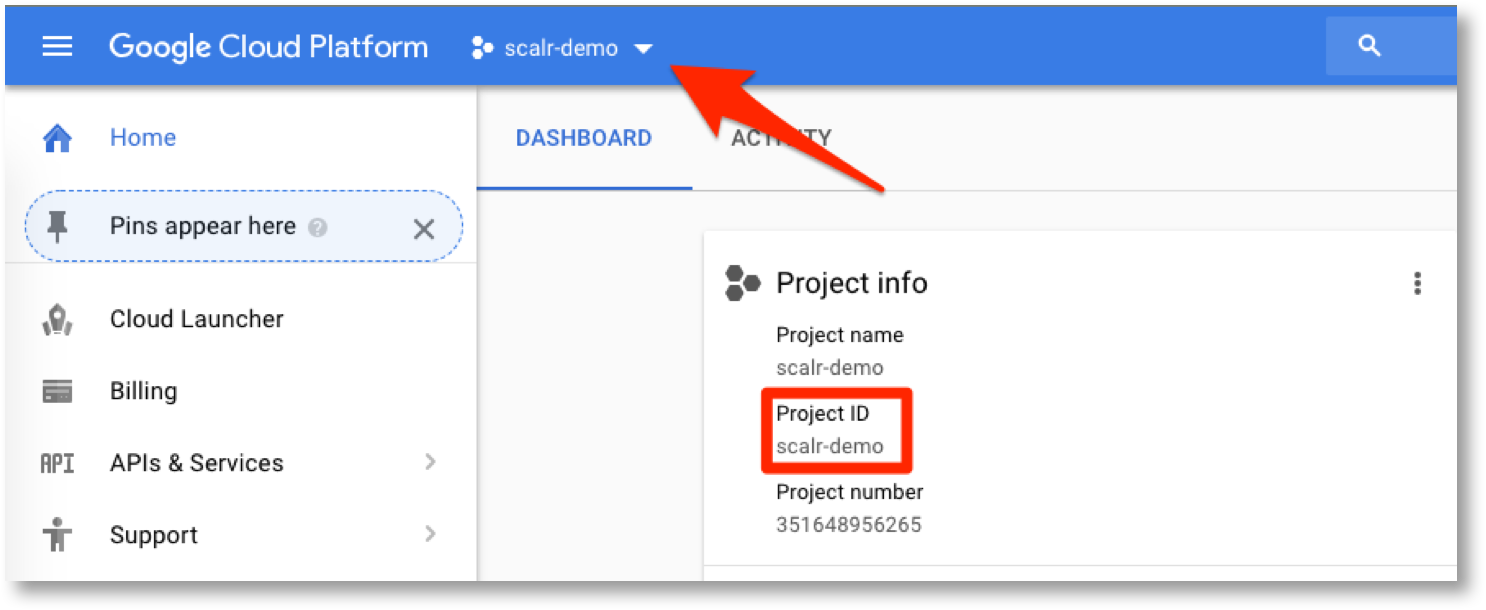 Google Cloud Platform scalr-demo
Home
DASHBOARD ACTIVITY
Pins appear here ?
Project info
Cloud Launcher
Project name
scalr-demo
Billing
Project ID
scalr-demo
API APIs & Services
Project number
351648956265
Support